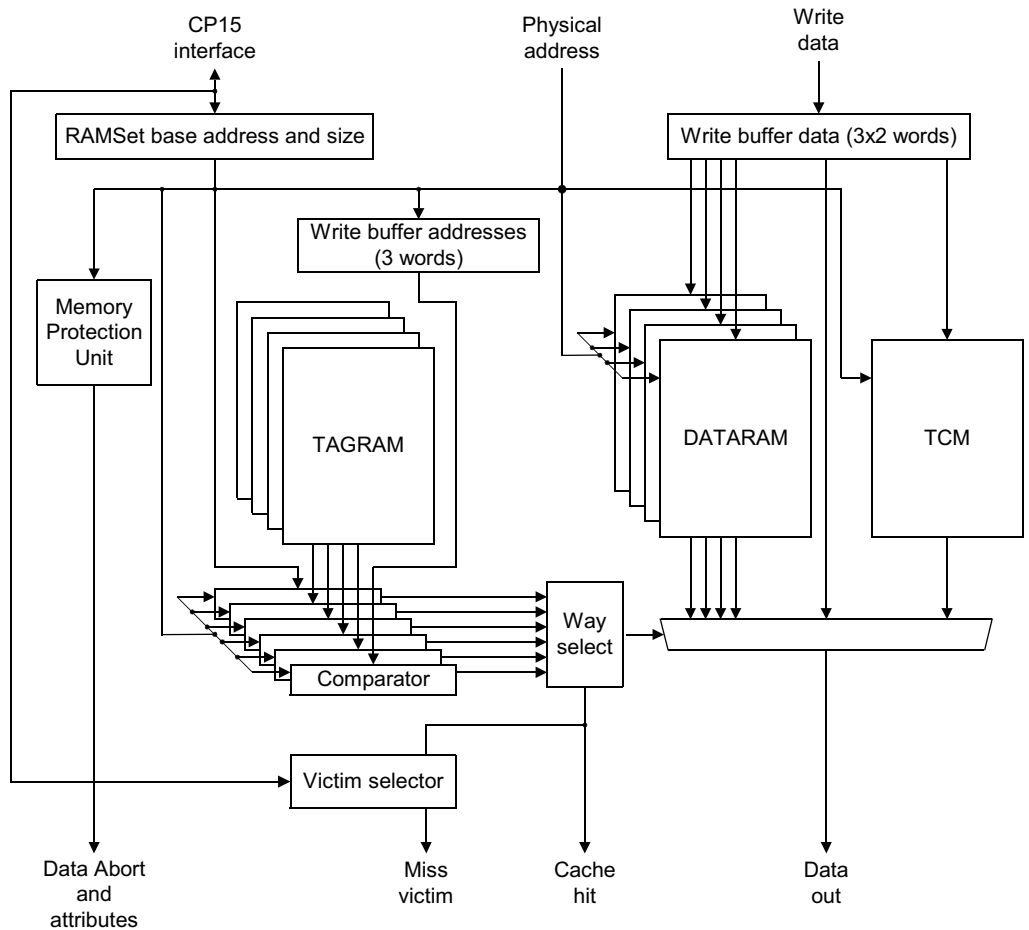 CP15
interface
Physical
address
Write
data
RAMSet base address and size
Write buffer data (3x2 words)
Write buffer addresses
(3 words)
Memory
Protection
Unit
TAGRAM
DATARAM
TCM
Way
select
Comparator
Victim selector
Data Abort
and
attributes
Miss
victim
Cache
hit
Data
out